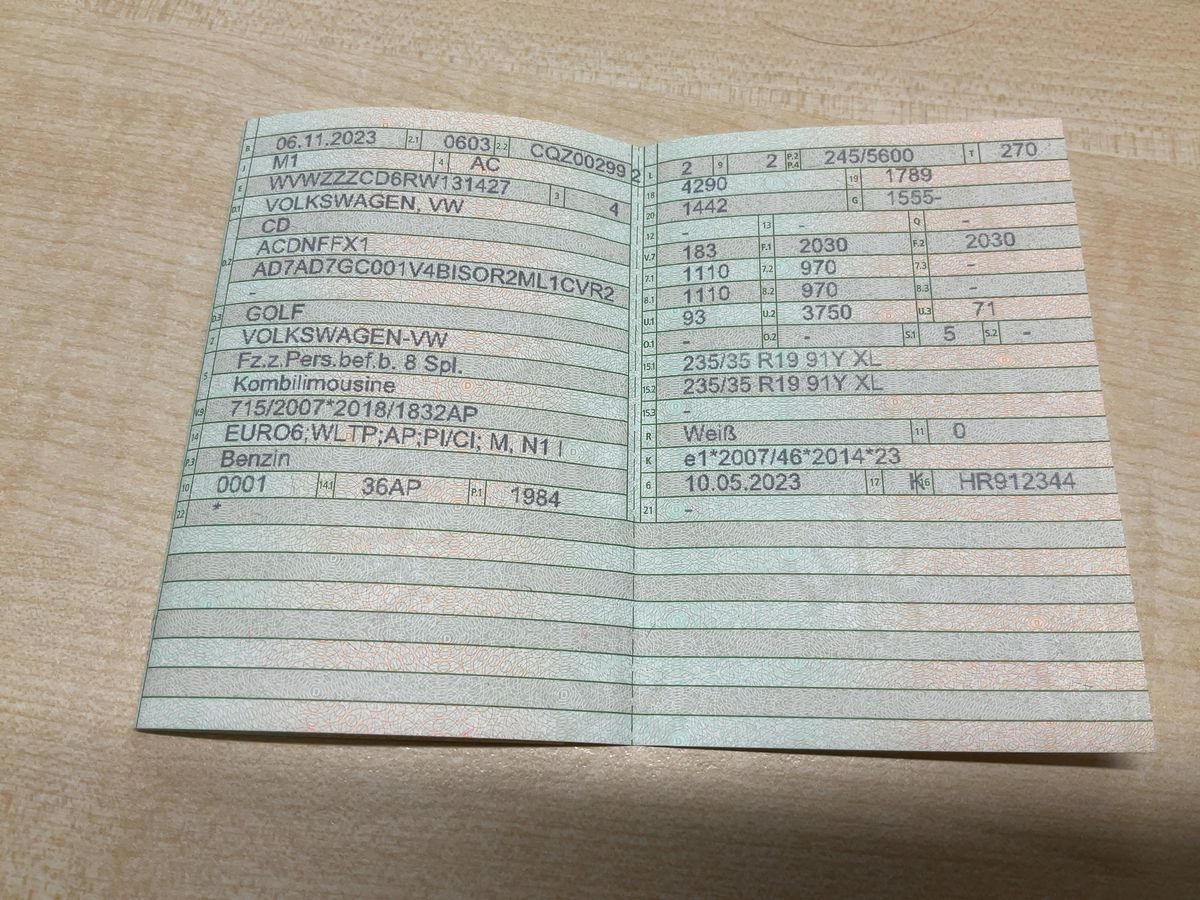 B 06.11.2023 2.1 0603 2.2 CQZ00299 2
J M1 4 AC
E WVWZZZCD6RW131427 3 4
D.1 VOLKSWAGEN, VW
CD
D.2 ACDNFFX1
AD7AD7GC001V4BISOR2ML1CVR2
-
D.3 GOLF
2 VOLKSWAGEN-VW
5 Fz.z.Pers.bef.b. 8 Spl.
Kombilimousine
V.9 715/2007*2018/1832AP
14 EURO6;WLTP;AP;PI/CI; M, N1 I
P.3 Benzin
10 0001 14.1 36AP P.1 1984
22 *
L 2 9 2 P.2 P.4 245/5600 T 270
18 4290 19 1789
20 1442 G 1555-
12 - 13 - Q -
V.7 183 F.1 2030 F.2 2030
7.1 1110 7.2 970 7.3 -
8.1 1110 8.2 970 8.3 -
U.1 93 U.2 3750 U.3 71
O.1 - O.2 - S.1 5 S.2 -
15.1 235/35 R19 91Y XL
15.2 235/35 R19 91Y XL
15.3 -
R Weiß 11 0
K e1*2007/46*2014*23
6 10.05.2023 17 K 16 HR912344
21 -